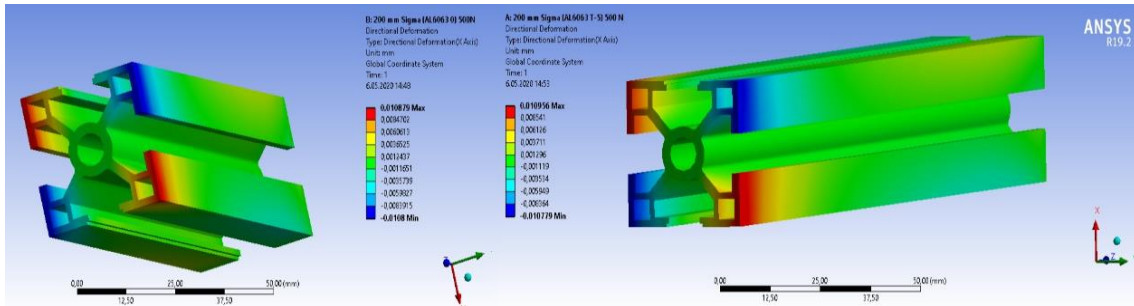 B: 200 mm Sigma (AL6063 0) 500N
Directional Deformation
Type: Directional Deformation(X Axis)
Unit: mm
Global Coordinate System
Time: 1
6.05.2020 14:48
0,010879 Max
0,0084702
0,0060613
0,0036525
0,0012437
-0,0011651
-0,0035739
-0,0059827
-0,0083915
-0,0108 Min
A: 200 mm Sigma (AL6063 T-5) 500 N
Directional Deformation
Type: Directional Deformation(X Axis)
Unit: mm
Global Coordinate System
Time: 1
6.05.2020 14:53
0,010956 Max
0,008541
0,006126
0,003711
0,001296
-0,001119
-0,003534
-0,005949
-0,008364
-0,010779 Min
ANSYS
R19.2
0,00 25,00 50,00 (mm)
12,50 37,50
Z
0,00 25,00 50,00 (mm)
12,50 37,50
X
Z